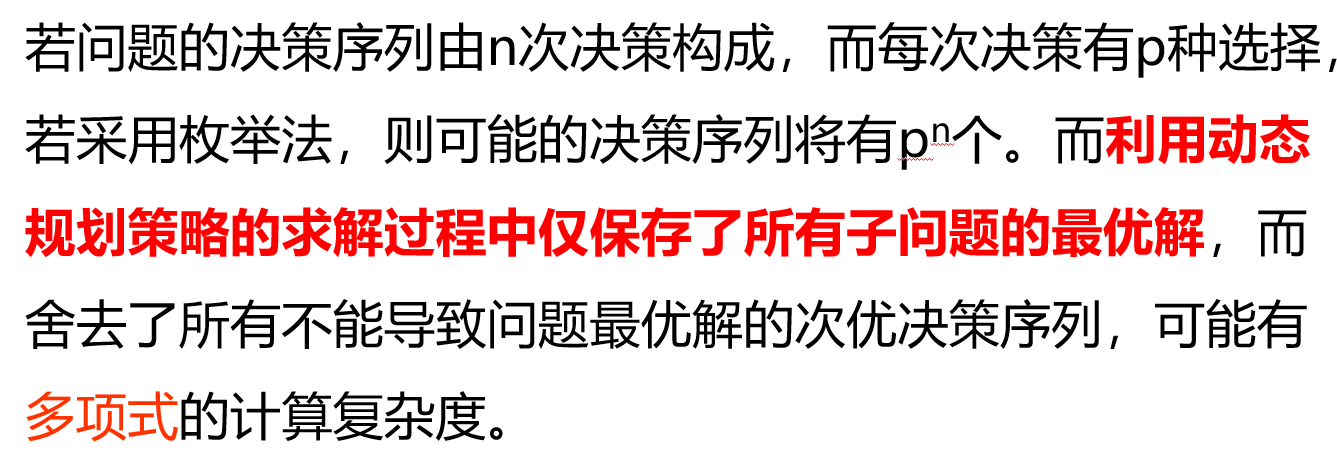 若问题的决策序列由n次决策构成，而每次决策有p种选择，
若采用枚举法，则可能的决策序列将有pⁿ个。而利用动态
规划策略的求解过程中仅保存了所有子问题的最优解，而
舍去了所有不能导致问题最优解的次优决策序列，可能有
多项式的计算复杂度。